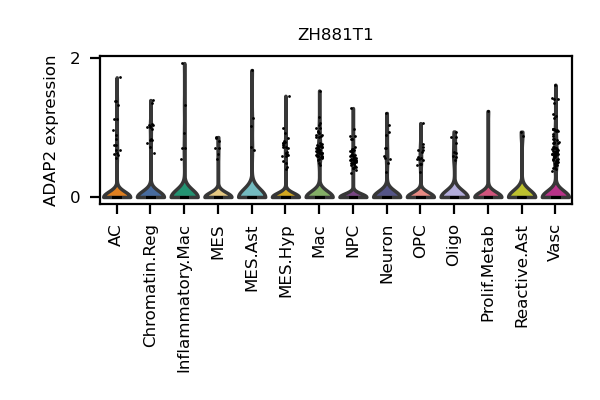 ZH881T1
ADAP2 expression
2
0
AC
Chromatin.Reg
Inflammatory.Mac
MES
MES.Ast
MES.Hyp
Mac
NPC
Neuron
OPC
Oligo
Prolif.Metab
Reactive.Ast
Vasc